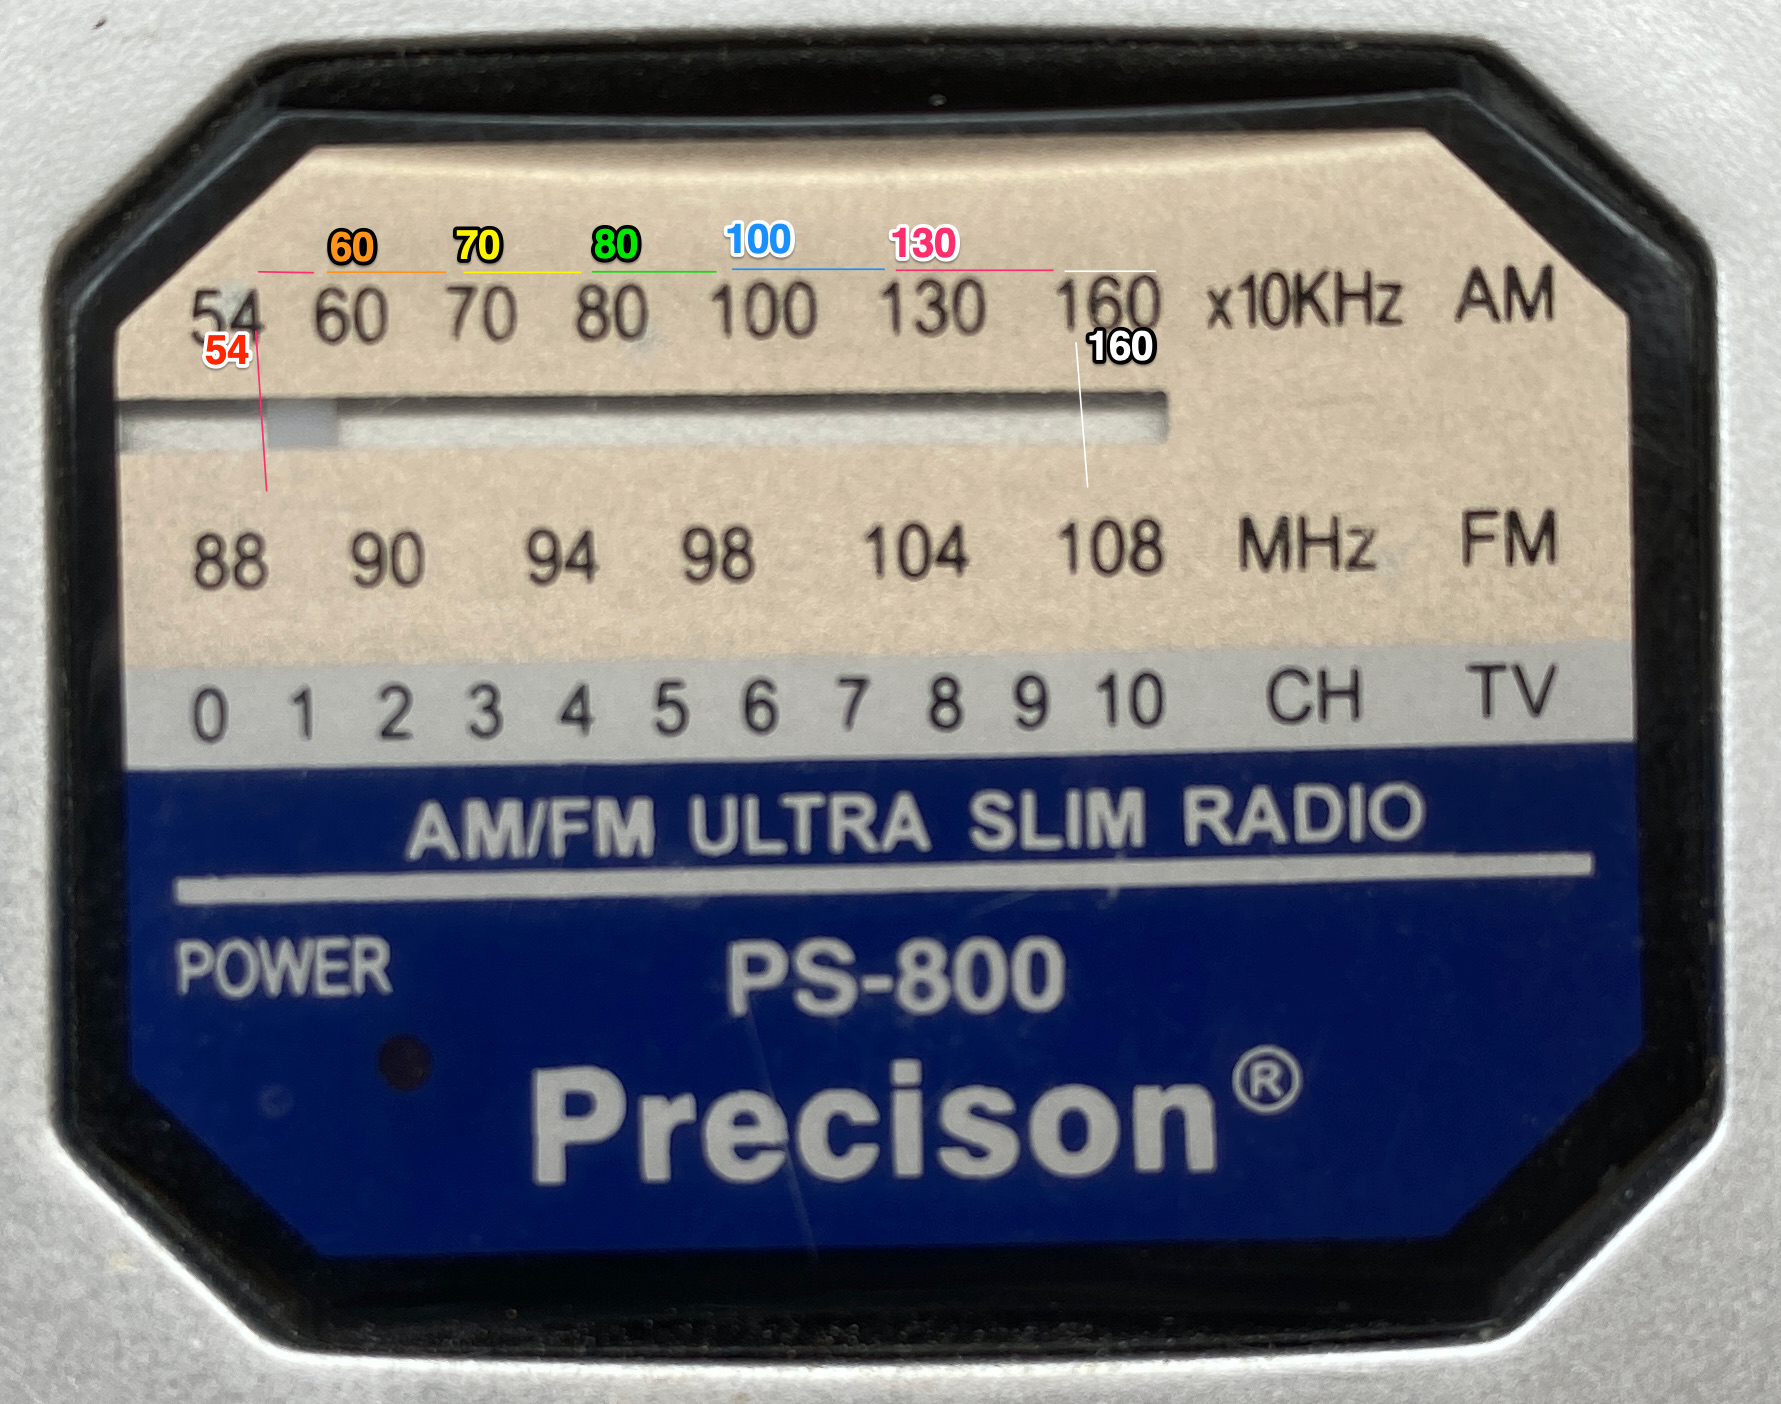 60 70 80 100 130
54 60 70 80 100 130 160 x10KHz AM
54 160
88 90 94 98 104 108 MHz FM
0 1 2 3 4 5 6 7 8 9 10 CH TV
AM/FM ULTRA SLIM RADIO
POWER PS-800
Precison®